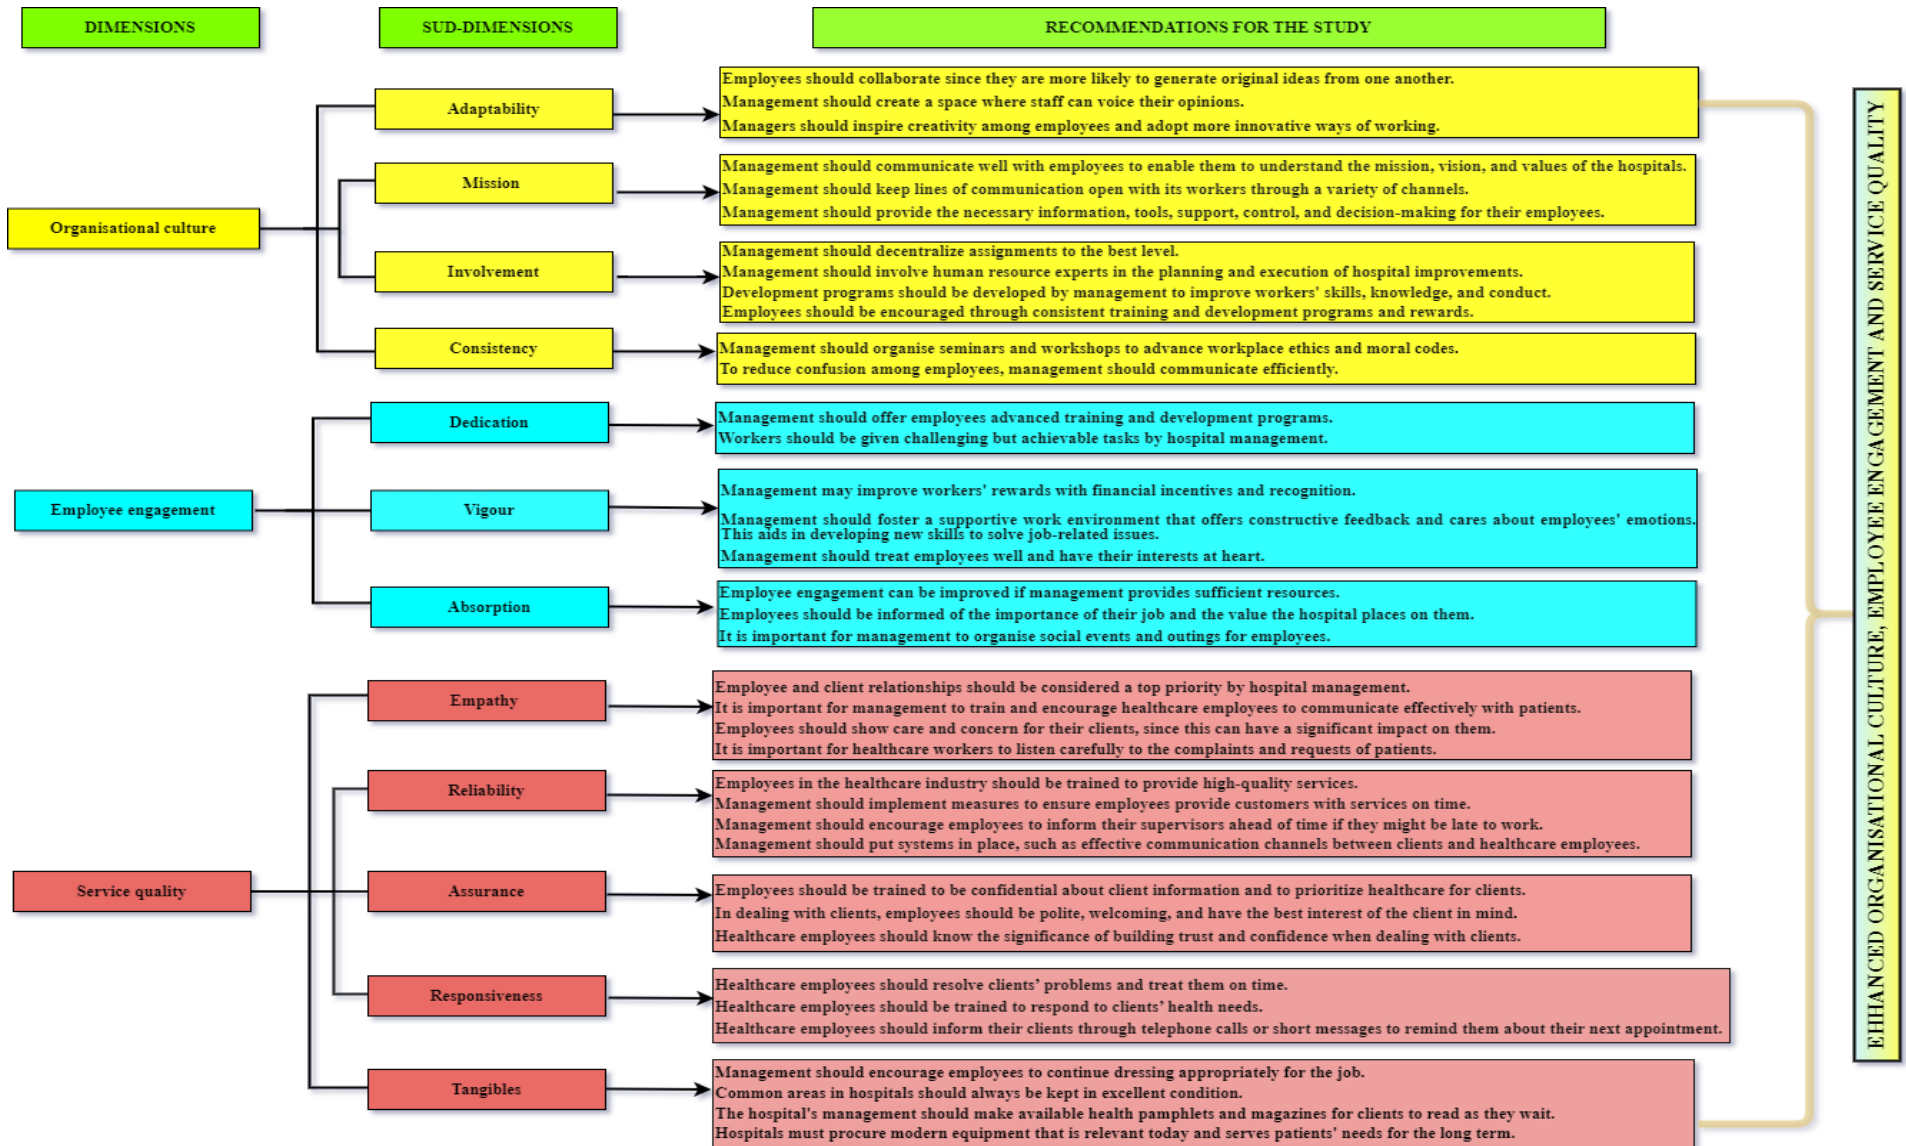 DIMENSIONS
SUD-DIMENSIONS
RECOMMENDATIONS FOR THE STUDY
Organisational culture
Adaptability
Employees should collaborate since they are more likely to generate original ideas from one another.
Management should create a space where staff can voice their opinions.
Managers should inspire creativity among employees and adopt more innovative ways of working.
Mission
Management should communicate well with employees to enable them to understand the mission, vision, and values of the hospitals.
Management should keep lines of communication open with its workers through a variety of channels.
Management should provide the necessary information, tools, support, control, and decision-making for their employees.
Involvement
Management should decentralize assignments to the best level.
Management should involve human resource experts in the planning and execution of hospital improvements.
Development programs should be developed by management to improve workers' skills, knowledge, and conduct.
Employees should be encouraged through consistent training and development programs and rewards.
Consistency
Management should organise seminars and workshops to advance workplace ethics and moral codes.
To reduce confusion among employees, management should communicate efficiently.
Employee engagement
Dedication
Management should offer employees advanced training and development programs.
Workers should be given challenging but achievable tasks by hospital management.
Vigour
Management may improve workers' rewards with financial incentives and recognition.
Management should foster a supportive work environment that offers constructive feedback and cares about employees' emotions.
This aids in developing new skills to solve job-related issues.
Management should treat employees well and have their interests at heart.
Absorption
Employee engagement can be improved if management provides sufficient resources.
Employees should be informed of the importance of their job and the value the hospital places on them.
It is important for management to organise social events and outings for employees.
Service quality
Empathy
Employee and client relationships should be considered a top priority by hospital management.
It is important for management to train and encourage healthcare employees to communicate effectively with patients.
Employees should show care and concern for their clients, since this can have a significant impact on them.
It is important for healthcare workers to listen carefully to the complaints and requests of patients.
Reliability
Employees in the healthcare industry should be trained to provide high-quality services.
Management should implement measures to ensure employees provide customers with services on time.
Management should encourage employees to inform their supervisors ahead of time if they might be late to work.
Management should put systems in place, such as effective communication channels between clients and healthcare employees.
Assurance
Employees should be trained to be confidential about client information and to prioritize healthcare for clients.
In dealing with clients, employees should be polite, welcoming, and have the best interest of the client in mind.
Healthcare employees should know the significance of building trust and confidence when dealing with clients.
Responsiveness
Healthcare employees should resolve clients’ problems and treat them on time.
Healthcare employees should be trained to respond to clients’ health needs.
Healthcare employees should inform their clients through telephone calls or short messages to remind them about their next appointment.
Tangibles
Management should encourage employees to continue dressing appropriately for the job.
Common areas in hospitals should always be kept in excellent condition.
The hospital's management should make available health pamphlets and magazines for clients to read as they wait.
Hospitals must procure modern equipment that is relevant today and serves patients' needs for the long term.
EHHANCED ORGANISATIONAL CULTURE, EMPLOYEE ENGAGEMENT AND SERVICE QUALITY